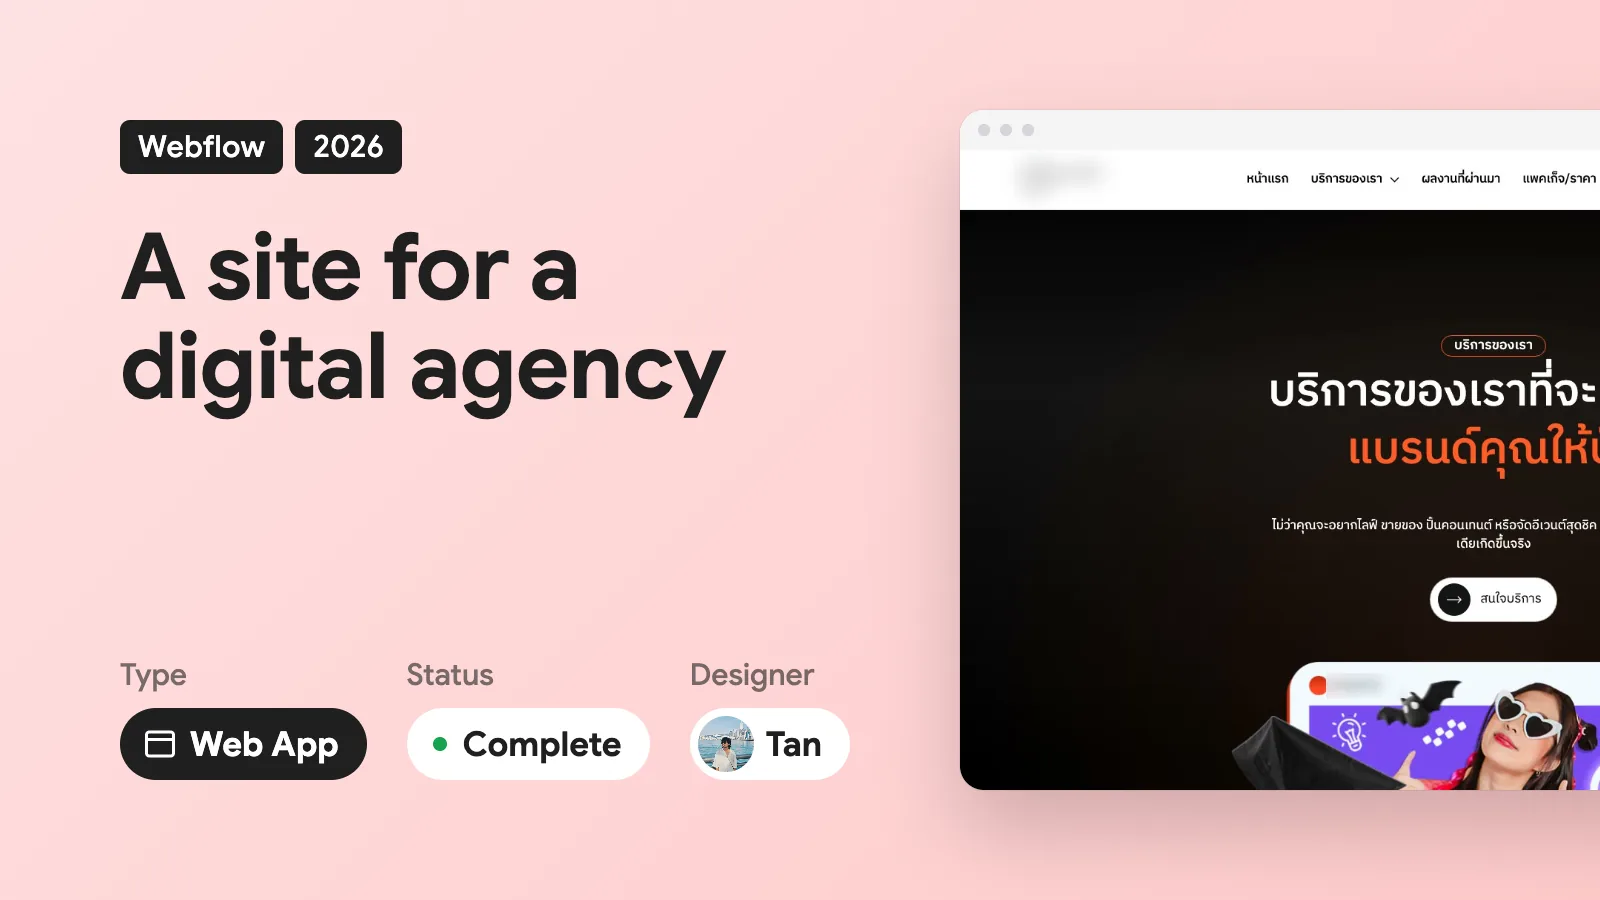 Webflow
2026
A site for a
digital agency
Type
Web App
Status
Complete
Designer
Tan
หน้าแรก
บริการของเรา
ผลงานที่ผ่านมา
แพคเก็จ/ราคา
บริการของเรา
บริการของเราที่จะ
แบรนด์คุณให้
ไม่ว่าคุณจะอยากไลฟ์ ขายของ ปั้นคอนเทนต์ หรือจัดอีเวนต์สุดชิค
เดียเกิดขึ้นจริง
สนใจบริการ